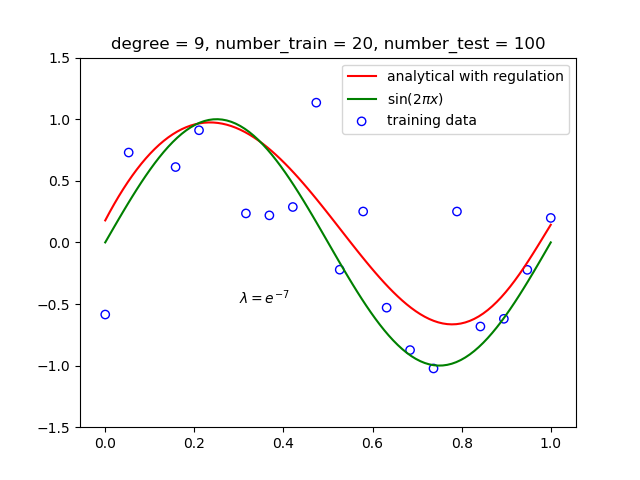 degree = 9, number_train = 20, number_test = 100
1.5
1.0
0.5
0.0
−0.5
−1.0
−1.5
analytical with regulation
sin(2πx)
training data
λ = e⁻⁷
0.0 0.2 0.4 0.6 0.8 1.0